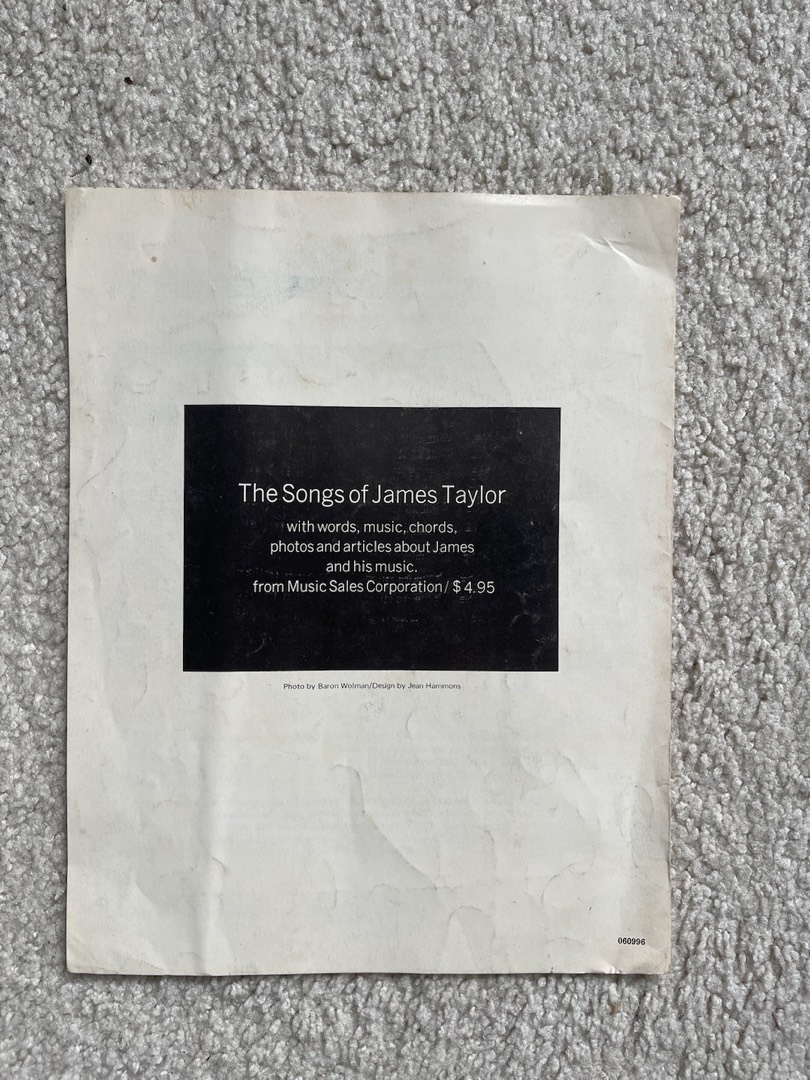 The Songs of James Taylor
with words, music, chords,
photos and articles about James
and his music.
from Music Sales Corporation/$4.95
Photo by Baron Wolman/Design by Jean Hammons
060996